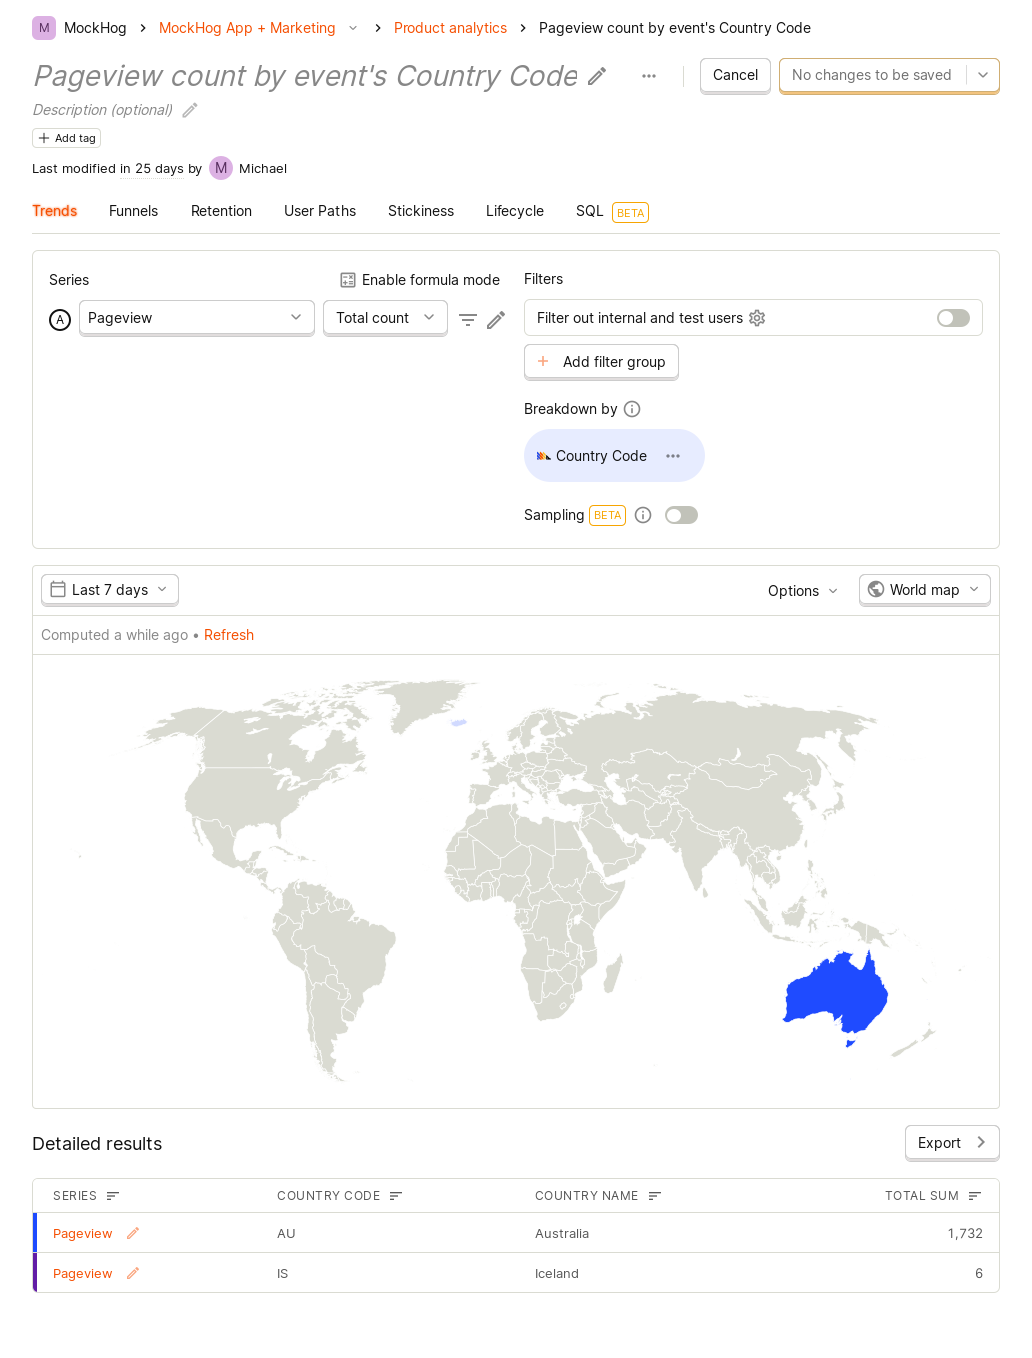 M MockHog MockHog App + Marketing Product analytics Pageview count by event's Country Code
Pageview count by event's Country Code
Cancel No changes to be saved
Description (optional)
Add tag
Last modified in 25 days by M Michael
Trends Funnels Retention User Paths Stickiness Lifecycle SQL BETA
Series Enable formula mode
A Pageview Total count
Filters
Filter out internal and test users
+ Add filter group
Breakdown by
Country Code
Sampling BETA
Last 7 days Options World map
Computed a while ago • Refresh
Detailed results Export
SERIES COUNTRY CODE COUNTRY NAME TOTAL SUM
Pageview AU Australia 1,732
Pageview IS Iceland 6